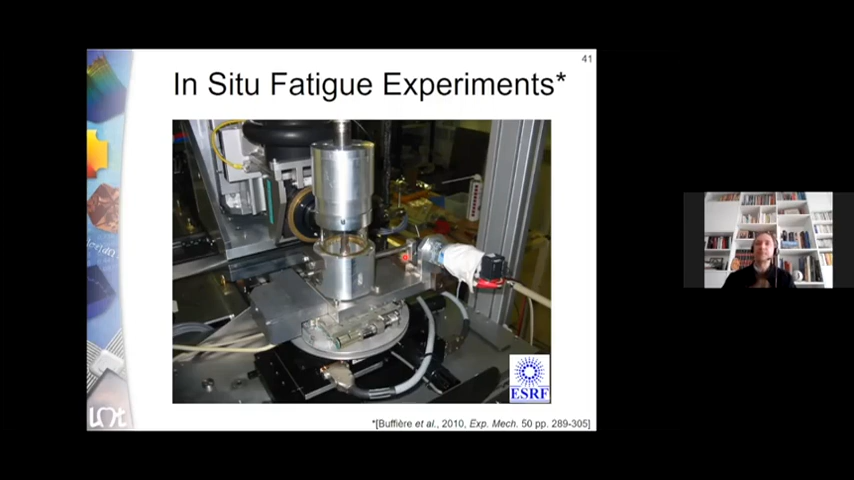 41
In Situ Fatigue Experiments*
ESRF
*[Buffière et al., 2010, Exp. Mech. 50 pp. 289-305]